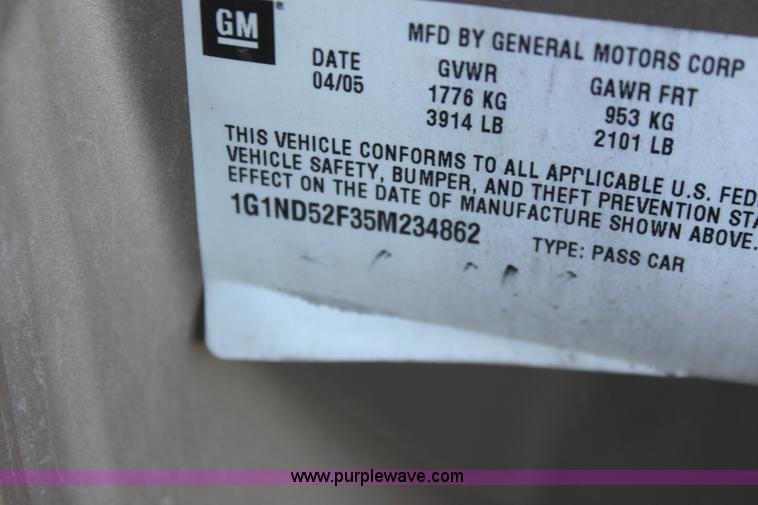 GM
MFD BY GENERAL MOTORS CORP
DATE GVWR GAWR FRT
04/05 1776 KG 953 KG
3914 LB 2101 LB
THIS VEHICLE CONFORMS TO ALL APPLICABLE U.S. FED
VEHICLE SAFETY, BUMPER, AND THEFT PREVENTION STA
EFFECT ON THE DATE OF MANUFACTURE SHOWN ABOVE.
1G1ND52F35M234862 TYPE: PASS CAR
www.purplewave.com